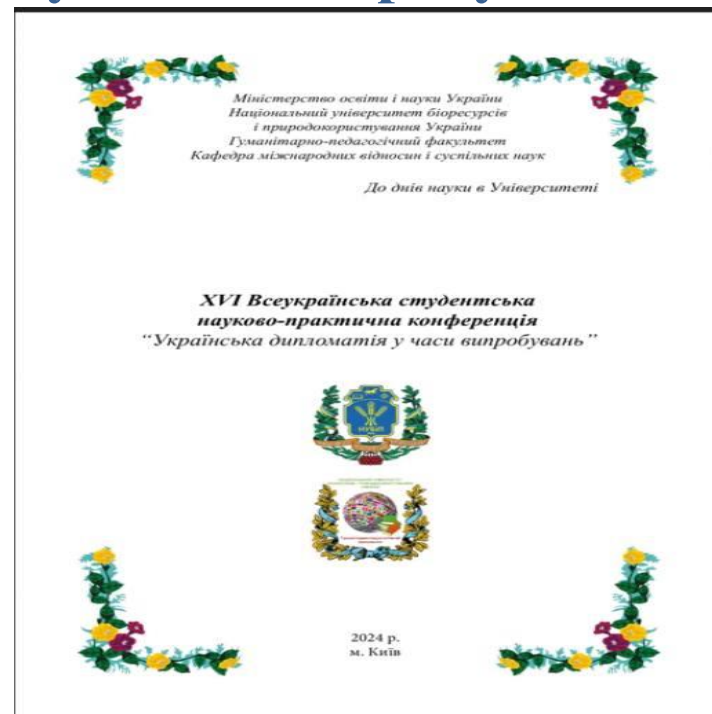 Міністерство освіти і науки України
Національний університет біоресурсів
і природокористування України
Гуманітарно-педагогічний факультет
Кафедра міжнародних відносин і суспільних наук
До днів науки в Університеті
XVI Всеукраїнська студентська
науково-практична конференція
“Українська дипломатія у часи випробувань”
НУБІП
2024 р.
м. Київ